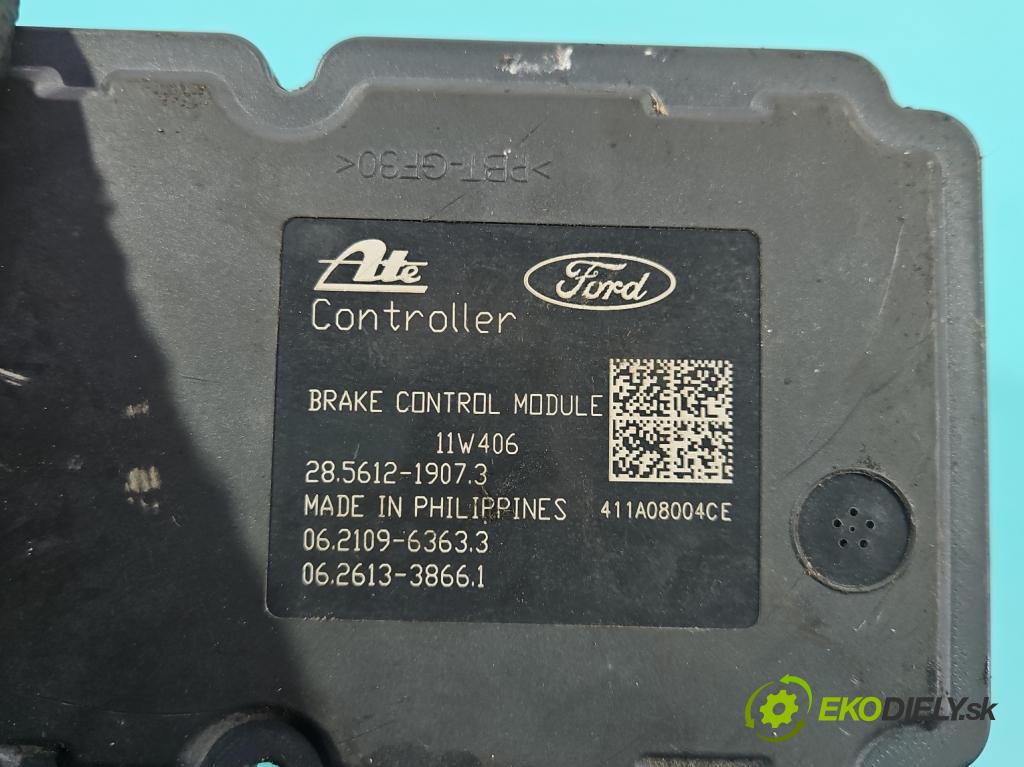 >PBT-GF30<
Ate
Ford
Controller
BRAKE CONTROL MODULE
11W406
28.5612-1907.3
MADE IN PHILIPPINES
411A08004CE
06.2109-6363.3
06.2613-3866.1
EKODIELY.sk